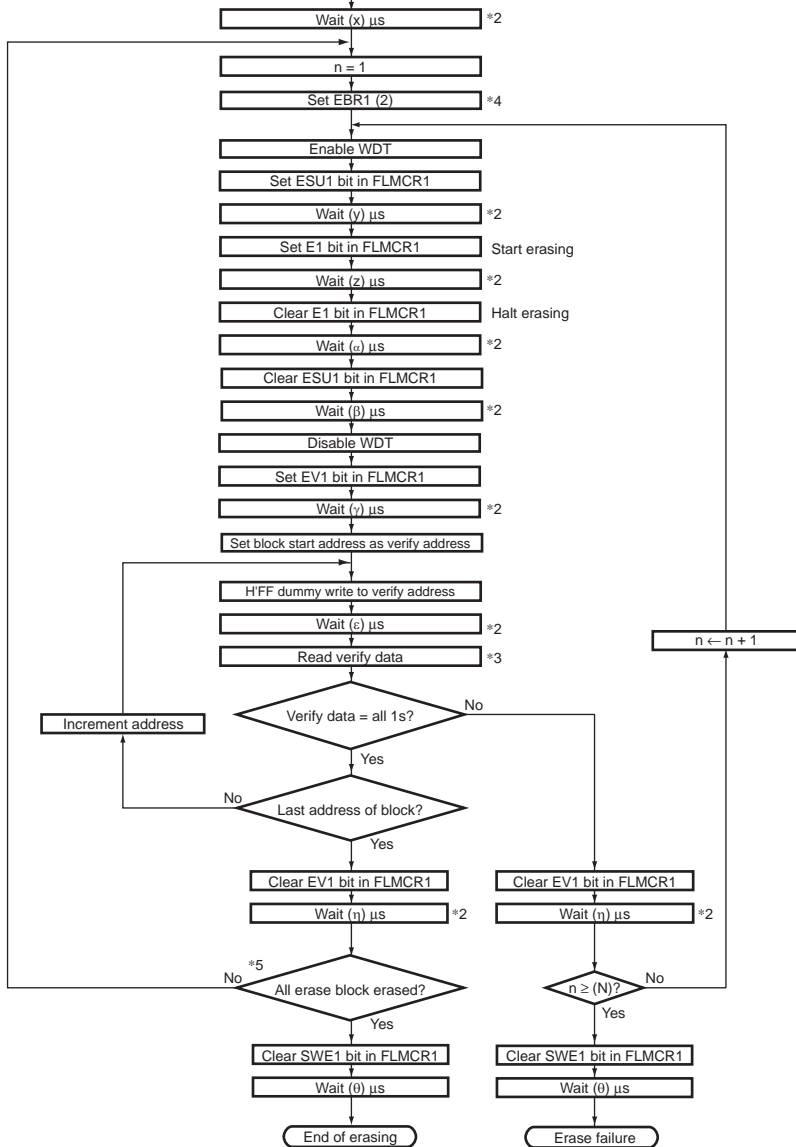 Wait (x) µs
*2
n = 1
Set EBR1 (2)
*4
Enable WDT
Set ESU1 bit in FLMCR1
Wait (y) µs
*2
Set E1 bit in FLMCR1
Start erasing
Wait (z) µs
*2
Clear E1 bit in FLMCR1
Halt erasing
Wait (α) µs
*2
Clear ESU1 bit in FLMCR1
Wait (β) µs
*2
Disable WDT
Set EV1 bit in FLMCR1
Wait (γ) µs
*2
Set block start address as verify address
H'FF dummy write to verify address
Wait (ε) µs
*2
n ← n + 1
Read verify data
*3
Verify data = all 1s?
No
Increment address
Yes
No
Last address of block?
Yes
Clear EV1 bit in FLMCR1
Clear EV1 bit in FLMCR1
Wait (η) µs
*2
Wait (η) µs
*2
*5
No
All erase block erased?
n ≥ (N)?
No
Yes
Yes
Clear SWE1 bit in FLMCR1
Clear SWE1 bit in FLMCR1
Wait (θ) µs
Wait (θ) µs
End of erasing
Erase failure